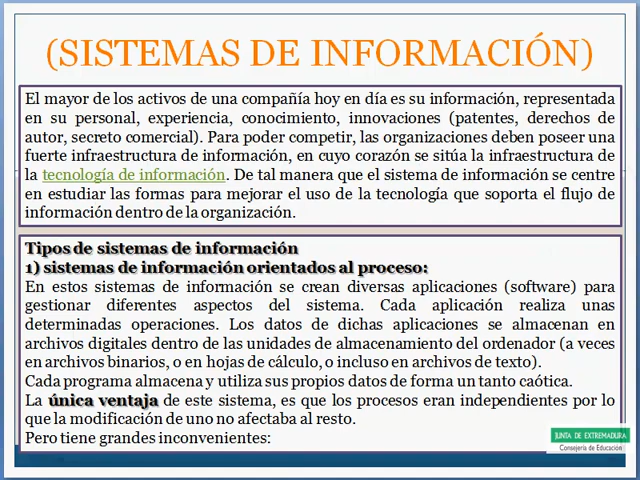 (SISTEMAS DE INFORMACIÓN)
El mayor de los activos de una compañía hoy en día es su información, representada
en su personal, experiencia, conocimiento, innovaciones (patentes, derechos de
autor, secreto comercial). Para poder competir, las organizaciones deben poseer una
fuerte infraestructura de información, en cuyo corazón se sitúa la infraestructura de
la tecnología de información. De tal manera que el sistema de información se centre
en estudiar las formas para mejorar el uso de la tecnología que soporta el flujo de
información dentro de la organización.
Tipos de sistemas de información
1) sistemas de información orientados al proceso:
En estos sistemas de información se crean diversas aplicaciones (software) para
gestionar diferentes aspectos del sistema. Cada aplicación realiza unas
determinadas operaciones. Los datos de dichas aplicaciones se almacenan en
archivos digitales dentro de las unidades de almacenamiento del ordenador (a veces
en archivos binarios, o en hojas de cálculo, o incluso en archivos de texto).
Cada programa almacena y utiliza sus propios datos de forma un tanto caótica.
La única ventaja de este sistema, es que los procesos eran independientes por lo
que la modificación de uno no afectaba al resto.
Pero tiene grandes inconvenientes:
JUNTA DE EXTREMADURA
Consejería de Educación